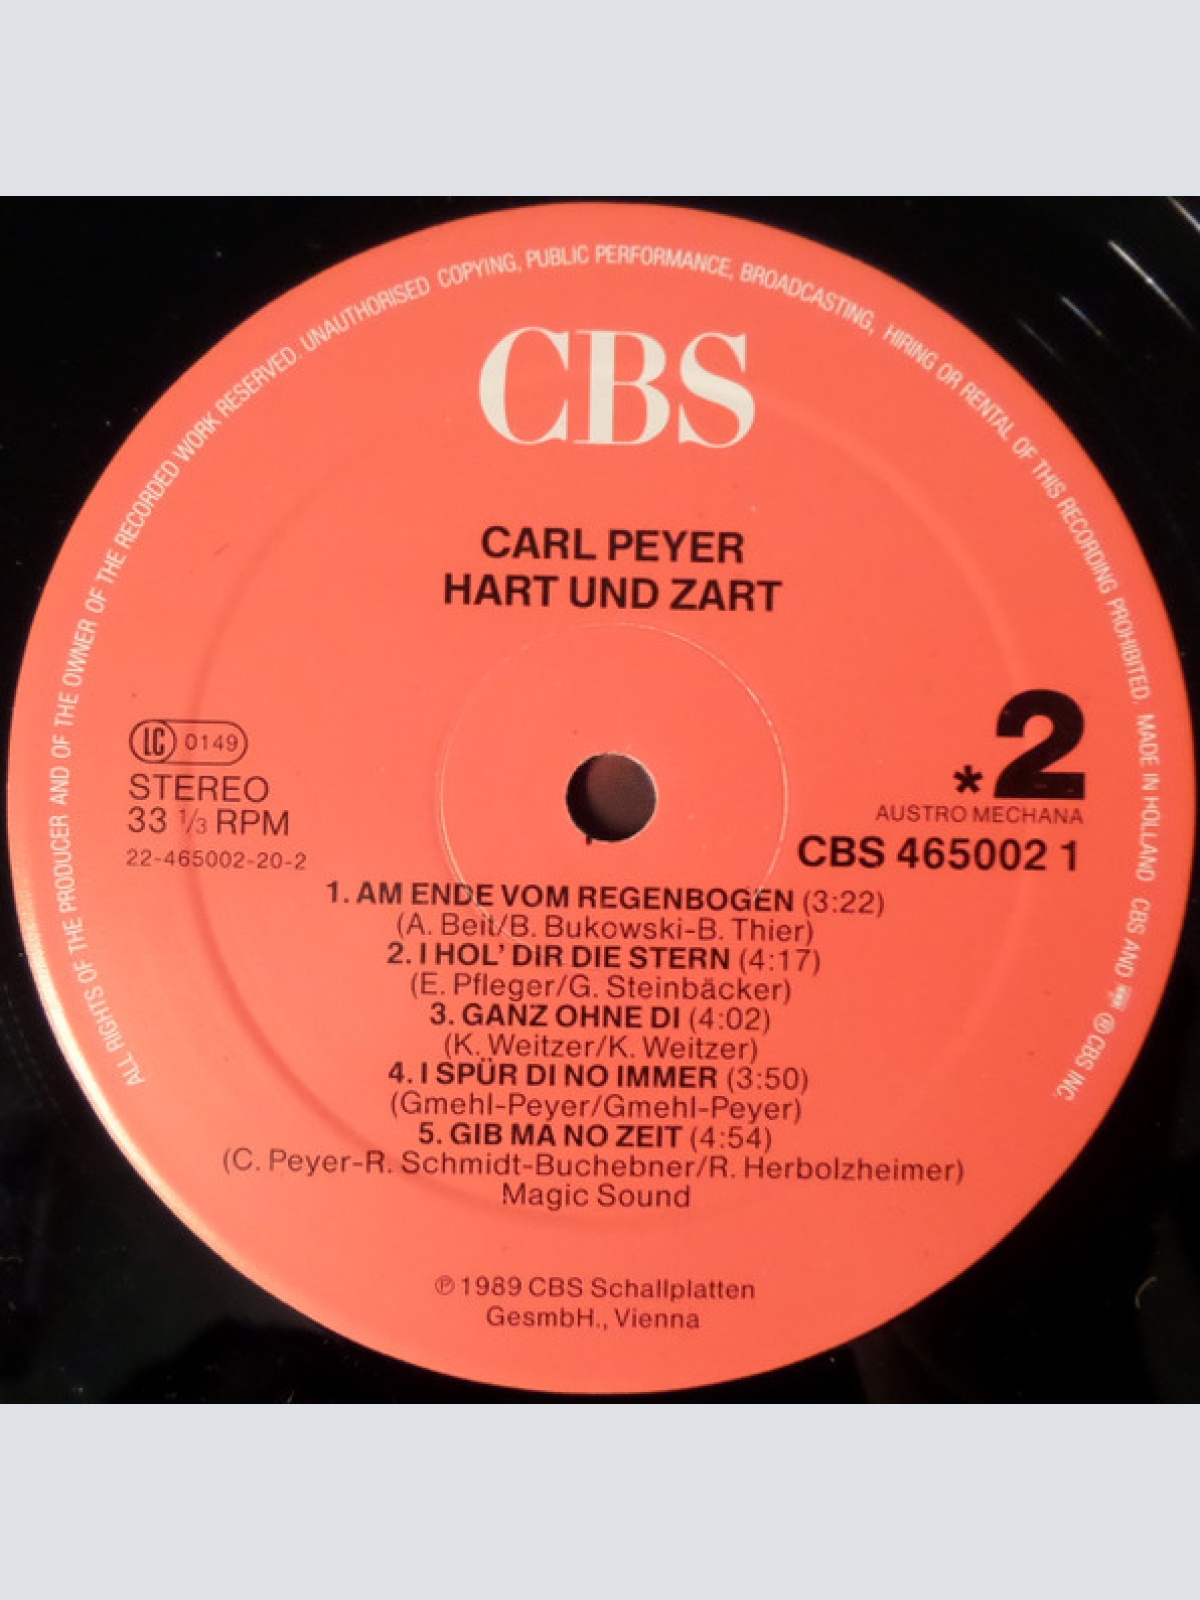 ALL RIGHTS OF THE PRODUCER AND OF THE OWNER OF THE RECORDED WORK RESERVED. UNAUTHORISED COPYING, PUBLIC PERFORMANCE, BROADCASTING, HIRING OR RENTAL OF THIS RECORDING PROHIBITED. MADE IN HOLLAND CBS AND ℗ CBS INC.
CBS
CARL PEYER
HART UND ZART
LC 0149
STEREO
33 1/3 RPM
22-465002-20-2
*2
AUSTRO MECHANA
CBS 465002 1
1. AM ENDE VOM REGENBOGEN (3:22)
(A. Beit/B. Bukowski-B. Thier)
2. I HOL' DIR DIE STERN (4:17)
(E. Pfleger/G. Steinbäcker)
3. GANZ OHNE DI (4:02)
(K. Weitzer/K. Weitzer)
4. I SPÜR DI NO IMMER (3:50)
(Gmehl-Peyer/Gmehl-Peyer)
5. GIB MA NO ZEIT (4:54)
(C. Peyer-R. Schmidt-Buchebner/R. Herbolzheimer)
Magic Sound
℗ 1989 CBS Schallplatten
GesmbH., Vienna